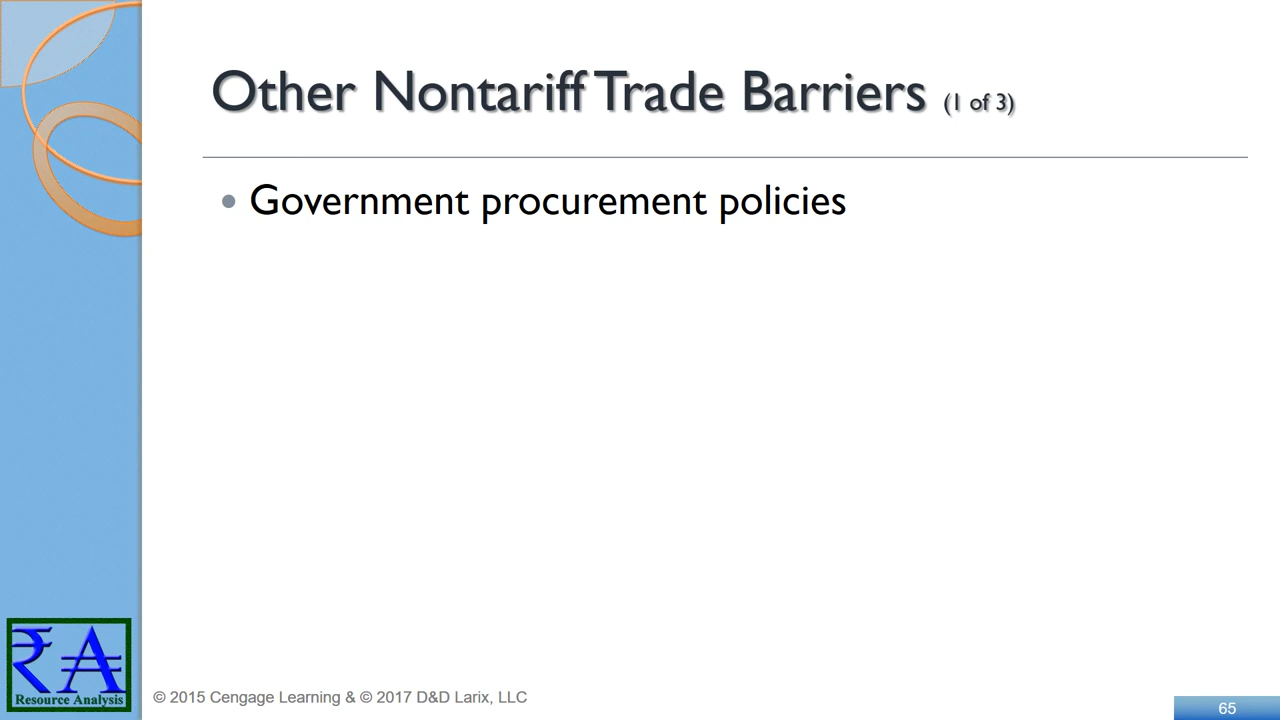 Other Nontariff Trade Barriers (1 of 3)
• Government procurement policies
₹A
Resource Analysis
© 2015 Cengage Learning & © 2017 D&D Larix, LLC
65